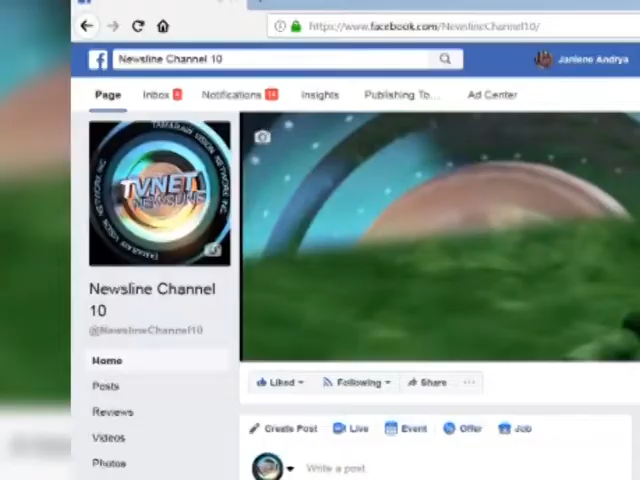 https://www.facebook.com/NewslineChannel10/
Newsline Channel 10
Janiene Andrya
Page Inbox 4 Notifications 14 Insights Publishing To... Ad Center
TVNET
NEWSLINE
Newsline Channel
10
@NewslineChannel10
Home
Posts
Reviews
Videos
Photos
Liked Following Share ...
Create Post Live Event Offer Job
Write a post